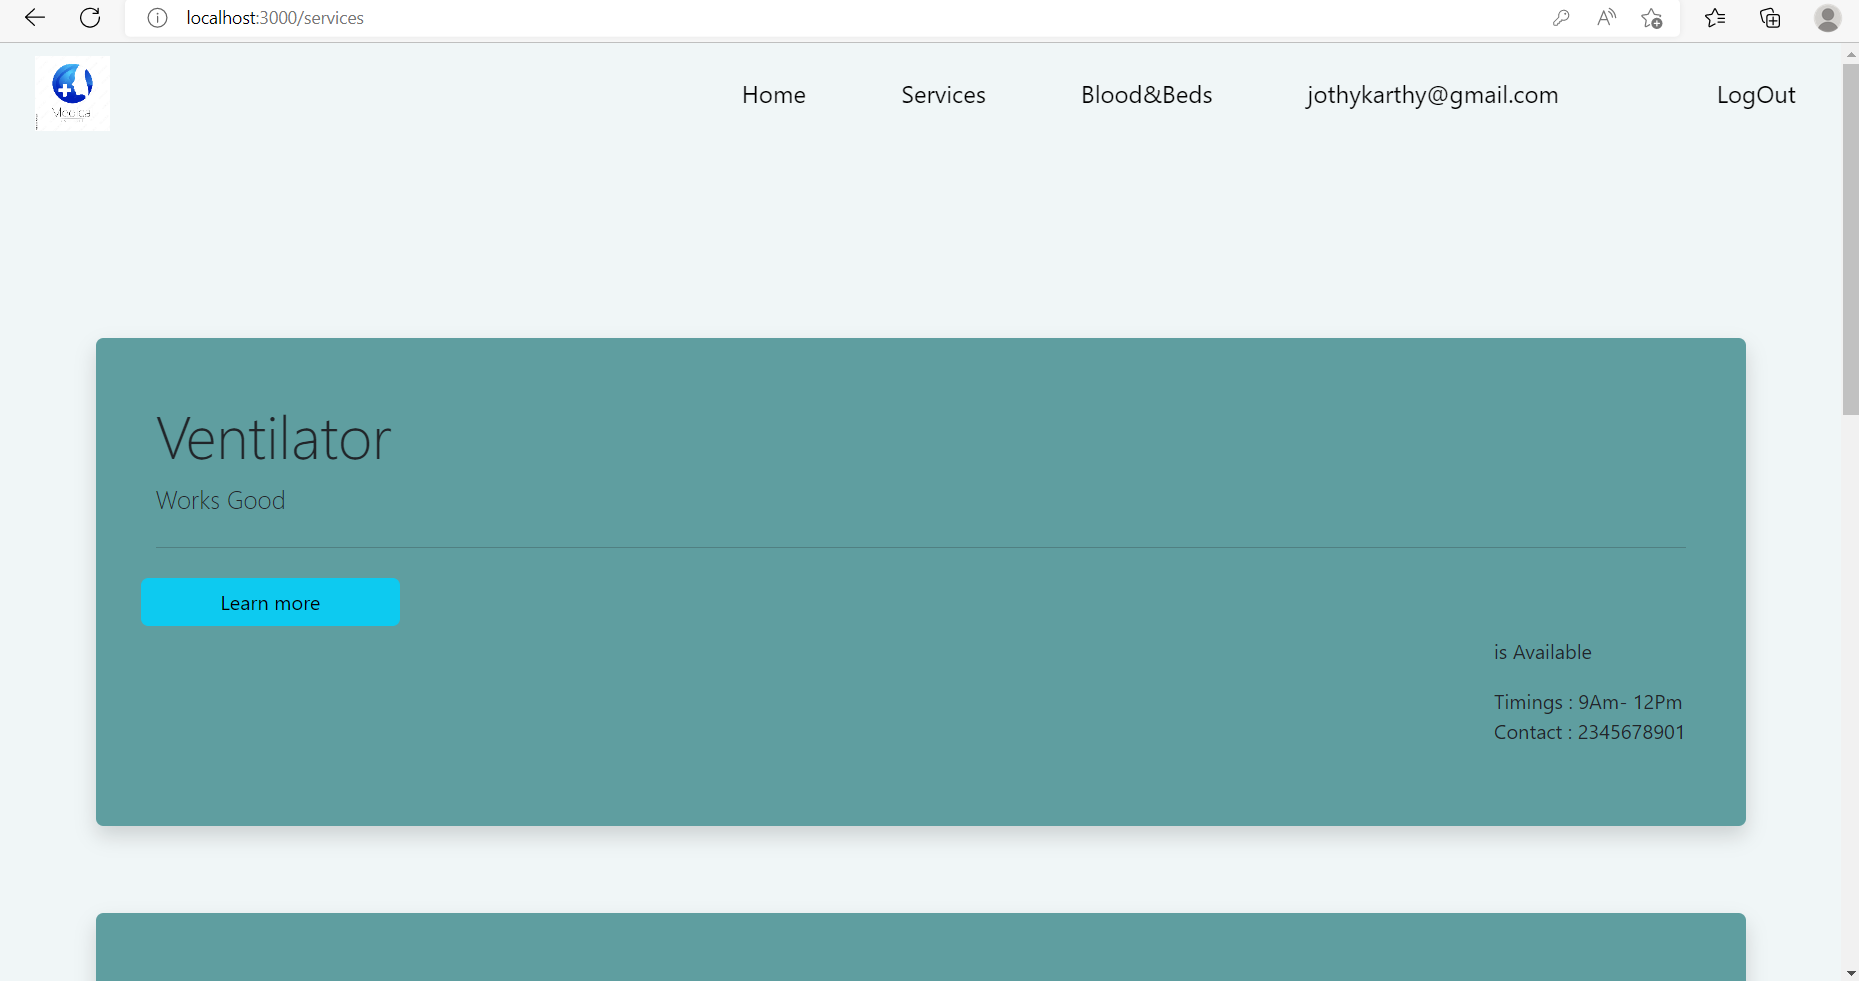 localhost:3000/services
Medica
Home Services Blood&Beds jothykarthy@gmail.com LogOut
Ventilator
Works Good
Learn more
is Available
Timings : 9Am- 12Pm
Contact : 2345678901